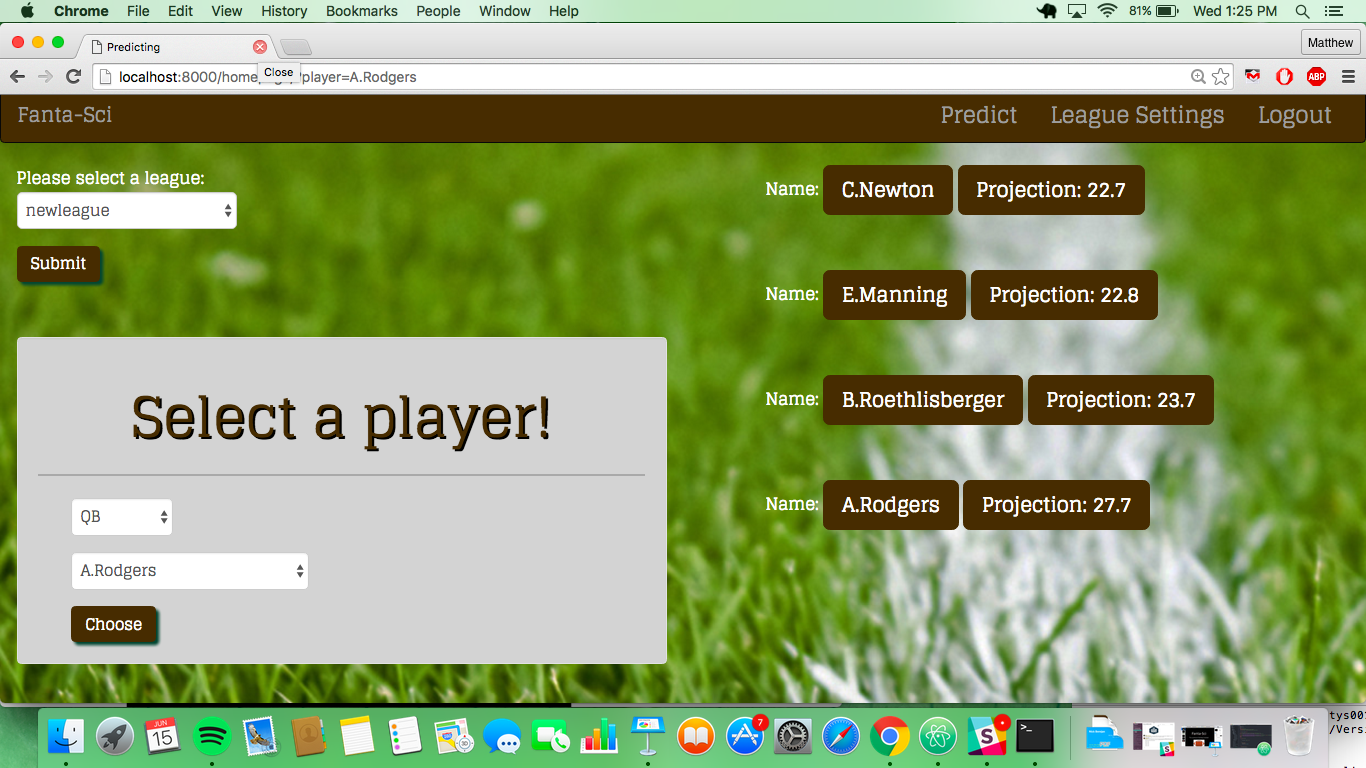 Chrome File Edit View History Bookmarks People Window Help 81% Wed 1:25 PM
Predicting
Matthew
Close
localhost:8000/home ?player=A.Rodgers
ABP
Fanta-Sci Predict League Settings Logout
Please select a league:
newleague
Submit
Select a player!
QB
A.Rodgers
Choose
Name: C.Newton Projection: 22.7
Name: E.Manning Projection: 22.8
Name: B.Roethlisberger Projection: 23.7
Name: A.Rodgers Projection: 27.7
JUN
15
7